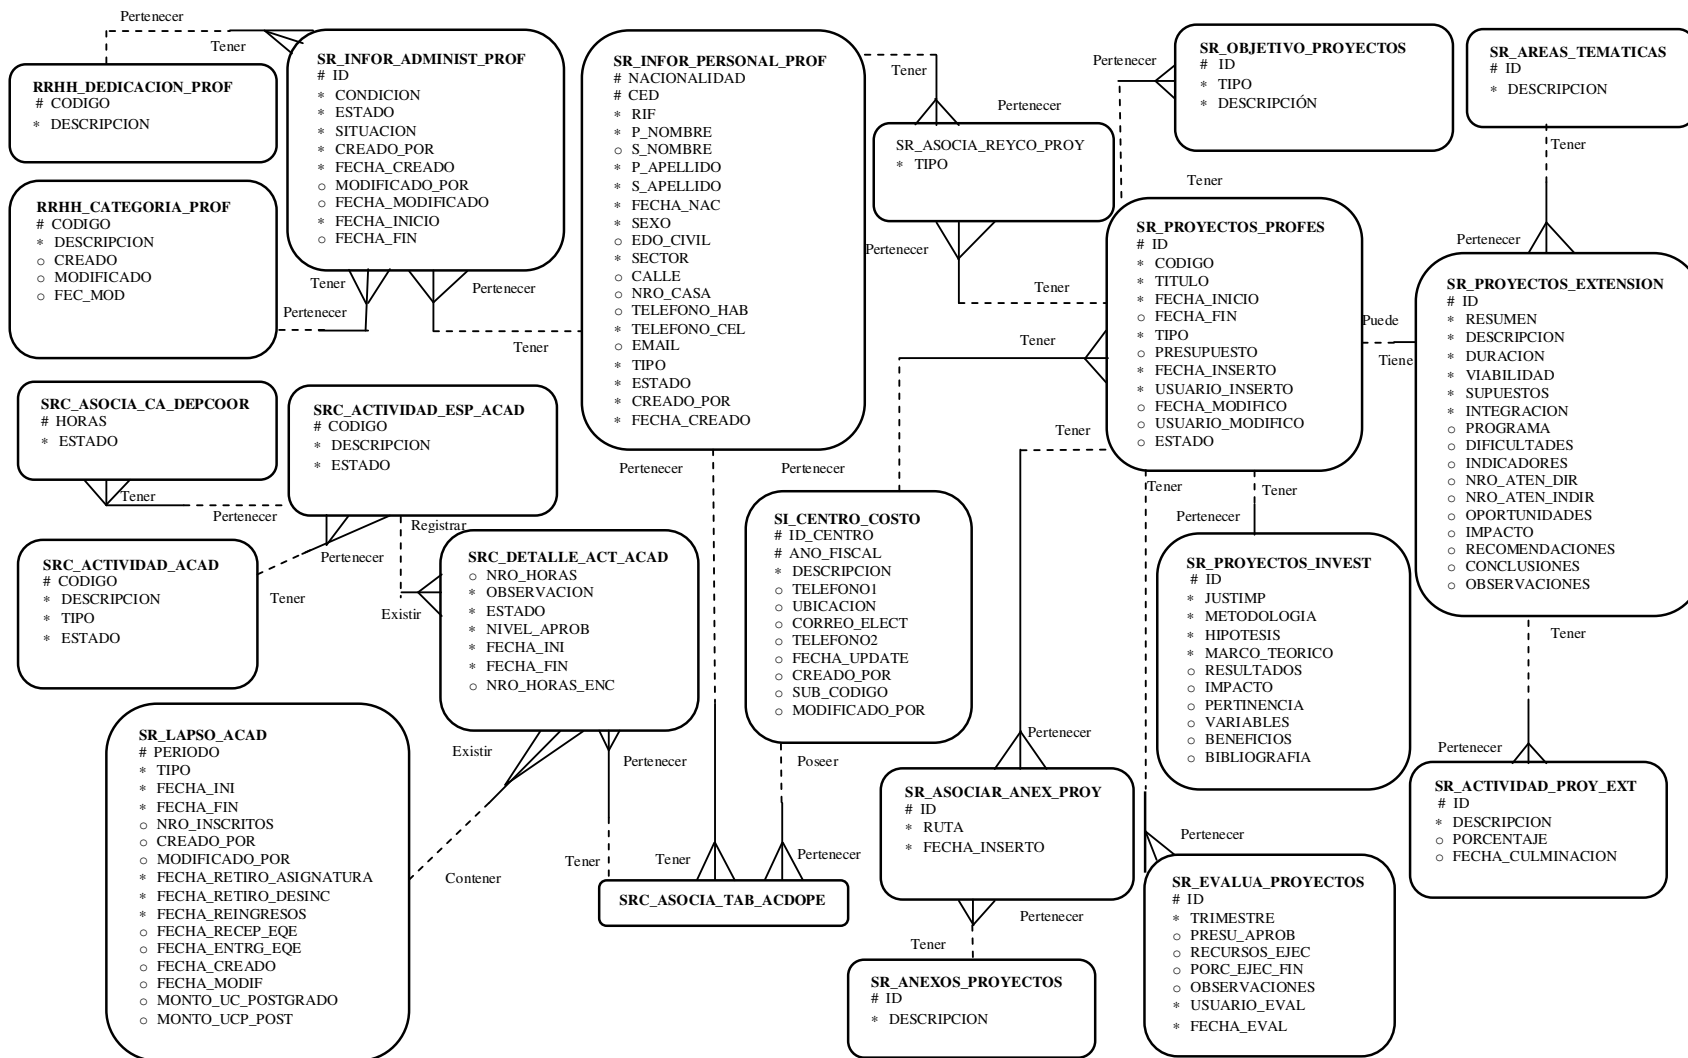 Pertenecer
Tener
RRHH_DEDICACION_PROF
# CODIGO
* DESCRIPCION
SR_INFOR_ADMINIST_PROF
# ID
* CONDICION
* ESTADO
* SITUACION
* CREADO_POR
* FECHA_CREADO
○ MODIFICADO_POR
○ FECHA_MODIFICADO
* FECHA_INICIO
○ FECHA_FIN
RRHH_CATEGORIA_PROF
# CODIGO
* DESCRIPCION
○ CREADO
○ MODIFICADO
○ FEC_MOD
Tener
Pertenecer
Pertenecer
Tener
SR_INFOR_PERSONAL_PROF
# NACIONALIDAD
# CED
* RIF
* P_NOMBRE
○ S_NOMBRE
* P_APELLIDO
* S_APELLIDO
* FECHA_NAC
* SEXO
○ EDO_CIVIL
* SECTOR
○ CALLE
○ NRO_CASA
○ TELEFONO_HAB
* TELEFONO_CEL
○ EMAIL
* TIPO
* ESTADO
* CREADO_POR
* FECHA_CREADO
Tener
Pertenecer
SR_ASOCIA_REYCO_PROY
* TIPO
Pertenecer
Tener
SR_OBJETIVO_PROYECTOS
# ID
* TIPO
* DESCRIPCIÓN
Pertenecer
Tener
SR_AREAS_TEMATICAS
# ID
* DESCRIPCION
Tener
Pertenecer
SR_PROYECTOS_PROFES
# ID
* CODIGO
* TITULO
* FECHA_INICIO
○ FECHA_FIN
* TIPO
○ PRESUPUESTO
* FECHA_INSERTO
* USUARIO_INSERTO
○ FECHA_MODIFICO
○ USUARIO_MODIFICO
○ ESTADO
Puede
Tiene
SR_PROYECTOS_EXTENSION
# ID
* RESUMEN
* DESCRIPCION
* DURACION
* VIABILIDAD
* SUPUESTOS
* INTEGRACION
○ PROGRAMA
○ DIFICULTADES
○ INDICADORES
○ NRO_ATEN_DIR
○ NRO_ATEN_INDIR
○ OPORTUNIDADES
○ IMPACTO
○ RECOMENDACIONES
○ CONCLUSIONES
○ OBSERVACIONES
Tener
SRC_ASOCIA_CA_DEPCOOR
# HORAS
* ESTADO
Tener
Pertenecer
SRC_ACTIVIDAD_ESP_ACAD
# CODIGO
* DESCRIPCION
* ESTADO
Registrar
Pertenecer
Tener
Existir
SRC_ACTIVIDAD_ACAD
# CODIGO
* DESCRIPCION
* TIPO
* ESTADO
SRC_DETALLE_ACT_ACAD
○ NRO_HORAS
* OBSERVACION
* ESTADO
* NIVEL_APROB
* FECHA_INI
* FECHA_FIN
○ NRO_HORAS_ENC
Pertenecer
Pertenecer
SI_CENTRO_COSTO
# ID_CENTRO
# ANO_FISCAL
* DESCRIPCION
○ TELEFONO1
○ UBICACION
○ CORREO_ELECT
○ TELEFONO2
○ FECHA_UPDATE
○ CREADO_POR
○ SUB_CODIGO
○ MODIFICADO_POR
Tener
Tener
Tener
Pertenecer
SR_PROYECTOS_INVEST
# ID
* JUSTIMP
* METODOLOGIA
* HIPOTESIS
* MARCO_TEORICO
○ RESULTADOS
○ IMPACTO
○ PERTINENCIA
○ VARIABLES
○ BENEFICIOS
○ BIBLIOGRAFIA
Tener
Pertenecer
SR_ACTIVIDAD_PROY_EXT
# ID
* DESCRIPCION
○ PORCENTAJE
○ FECHA_CULMINACION
SR_LAPSO_ACAD
# PERIODO
* TIPO
* FECHA_INI
* FECHA_FIN
○ NRO_INSCRITOS
○ CREADO_POR
○ MODIFICADO_POR
* FECHA_RETIRO_ASIGNATURA
* FECHA_RETIRO_DESINC
* FECHA_REINGRESOS
○ FECHA_RECEP_EQE
○ FECHA_ENTRG_EQE
○ FECHA_CREADO
○ FECHA_MODIF
○ MONTO_UC_POSTGRADO
○ MONTO_UCP_POST
Existir
Contener
Pertenecer
Tener
Tener
Poseer
Pertenecer
SRC_ASOCIA_TAB_ACDOPE
Pertenecer
SR_ASOCIAR_ANEX_PROY
# ID
* RUTA
* FECHA_INSERTO
Pertenecer
Tener
SR_ANEXOS_PROYECTOS
# ID
* DESCRIPCION
Pertenecer
SR_EVALUA_PROYECTOS
# ID
* TRIMESTRE
○ PRESU_APROB
○ RECURSOS_EJEC
○ PORC_EJEC_FIN
○ OBSERVACIONES
* USUARIO_EVAL
* FECHA_EVAL